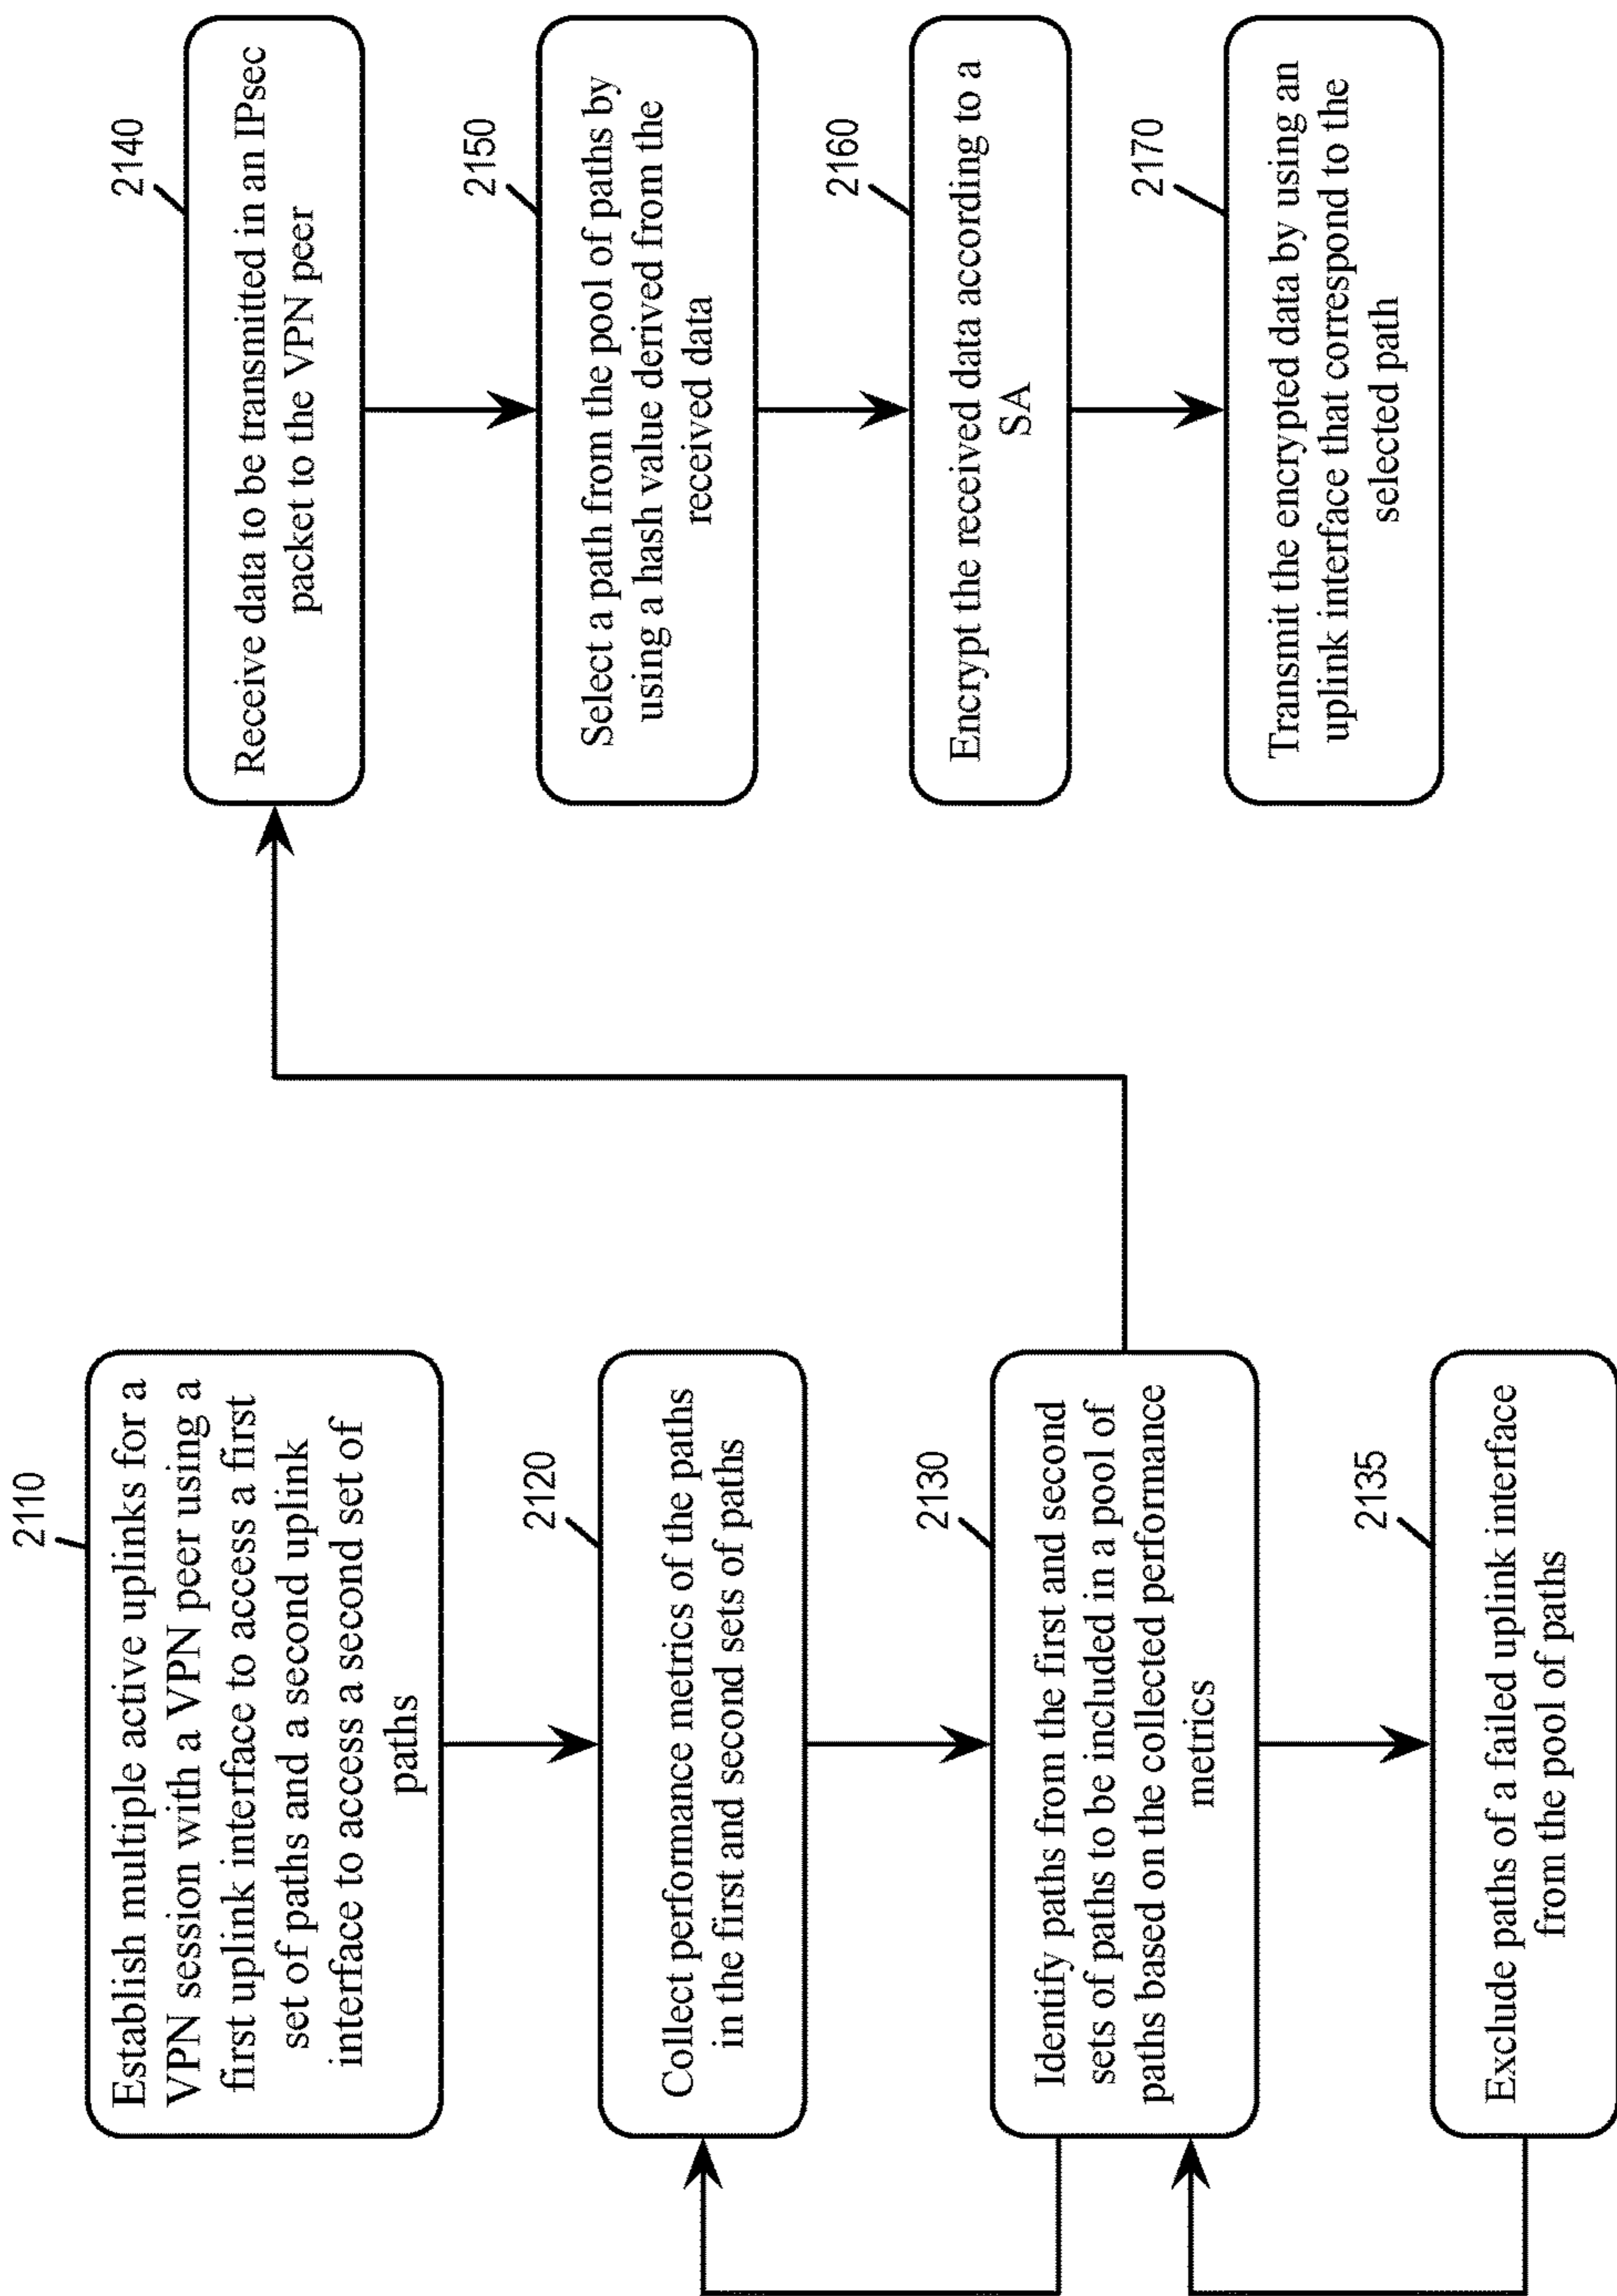 2110
Establish multiple active uplinks for a
VPN session with a VPN peer using a
first uplink interface to access a first
set of paths and a second uplink
interface to access a second set of
paths
2120
Collect performance metrics of the paths
in the first and second sets of paths
2130
Identify paths from the first and second
sets of paths to be included in a pool of
paths based on the collected performance
metrics
2135
Exclude paths of a failed uplink interface
from the pool of paths
2140
Receive data to be transmitted in an IPsec
packet to the VPN peer
2150
Select a path from the pool of paths by
using a hash value derived from the
received data
2160
Encrypt the received data according to a
SA
2170
Transmit the encrypted data by using an
uplink interface that correspond to the
selected path